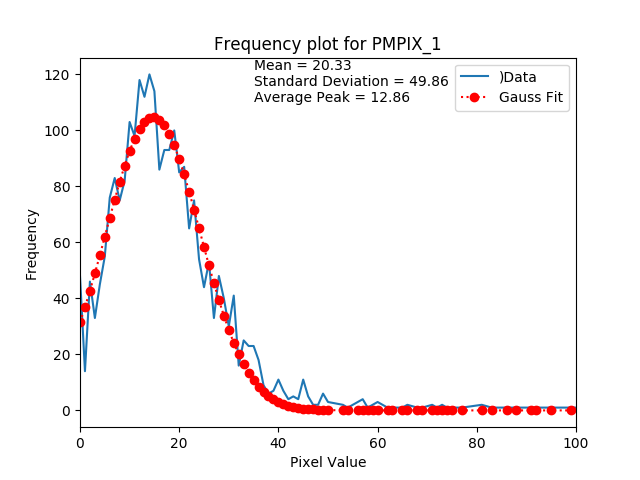 Frequency plot for PMPIX_1
Mean = 20.33
Standard Deviation = 49.86
Average Peak = 12.86
)Data
Gauss Fit
120
100
80
60
40
20
0
Frequency
0 20 40 60 80 100
Pixel Value